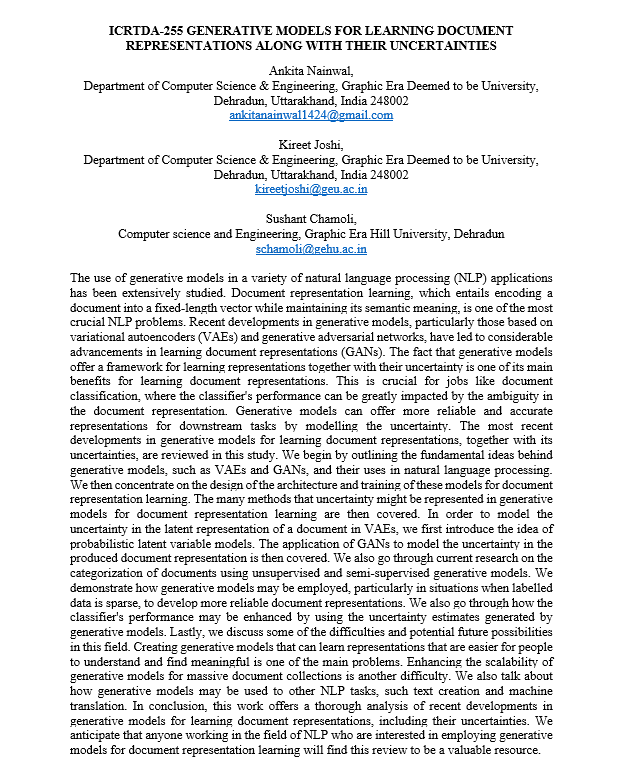 ICRTDA-255 GENERATIVE MODELS FOR LEARNING DOCUMENT
REPRESENTATIONS ALONG WITH THEIR UNCERTAINTIES
Ankita Nainwal,
Department of Computer Science & Engineering, Graphic Era Deemed to be University,
Dehradun, Uttarakhand, India 248002
ankitanainwal1424@gmail.com
Kireet Joshi,
Department of Computer Science & Engineering, Graphic Era Deemed to be University,
Dehradun, Uttarakhand, India 248002
kireetjoshi@geu.ac.in
Sushant Chamoli,
Computer science and Engineering, Graphic Era Hill University, Dehradun
schamoli@gehu.ac.in
The use of generative models in a variety of natural language processing (NLP) applications
has been extensively studied. Document representation learning, which entails encoding a
document into a fixed-length vector while maintaining its semantic meaning, is one of the most
crucial NLP problems. Recent developments in generative models, particularly those based on
variational autoencoders (VAEs) and generative adversarial networks, have led to considerable
advancements in learning document representations (GANs). The fact that generative models
offer a framework for learning representations together with their uncertainty is one of its main
benefits for learning document representations. This is crucial for jobs like document
classification, where the classifier's performance can be greatly impacted by the ambiguity in
the document representation. Generative models can offer more reliable and accurate
representations for downstream tasks by modelling the uncertainty. The most recent
developments in generative models for learning document representations, together with its
uncertainties, are reviewed in this study. We begin by outlining the fundamental ideas behind
generative models, such as VAEs and GANs, and their uses in natural language processing.
We then concentrate on the design of the architecture and training of these models for document
representation learning. The many methods that uncertainty might be represented in generative
models for document representation learning are then covered. In order to model the
uncertainty in the latent representation of a document in VAEs, we first introduce the idea of
probabilistic latent variable models. The application of GANs to model the uncertainty in the
produced document representation is then covered. We also go through current research on the
categorization of documents using unsupervised and semi-supervised generative models. We
demonstrate how generative models may be employed, particularly in situations when labelled
data is sparse, to develop more reliable document representations. We also go through how the
classifier's performance may be enhanced by using the uncertainty estimates generated by
generative models. Lastly, we discuss some of the difficulties and potential future possibilities
in this field. Creating generative models that can learn representations that are easier for people
to understand and find meaningful is one of the main problems. Enhancing the scalability of
generative models for massive document collections is another difficulty. We also talk about
how generative models may be used to other NLP tasks, such text creation and machine
translation. In conclusion, this work offers a thorough analysis of recent developments in
generative models for learning document representations, including their uncertainties. We
anticipate that anyone working in the field of NLP who are interested in employing generative
models for document representation learning will find this review to be a valuable resource.